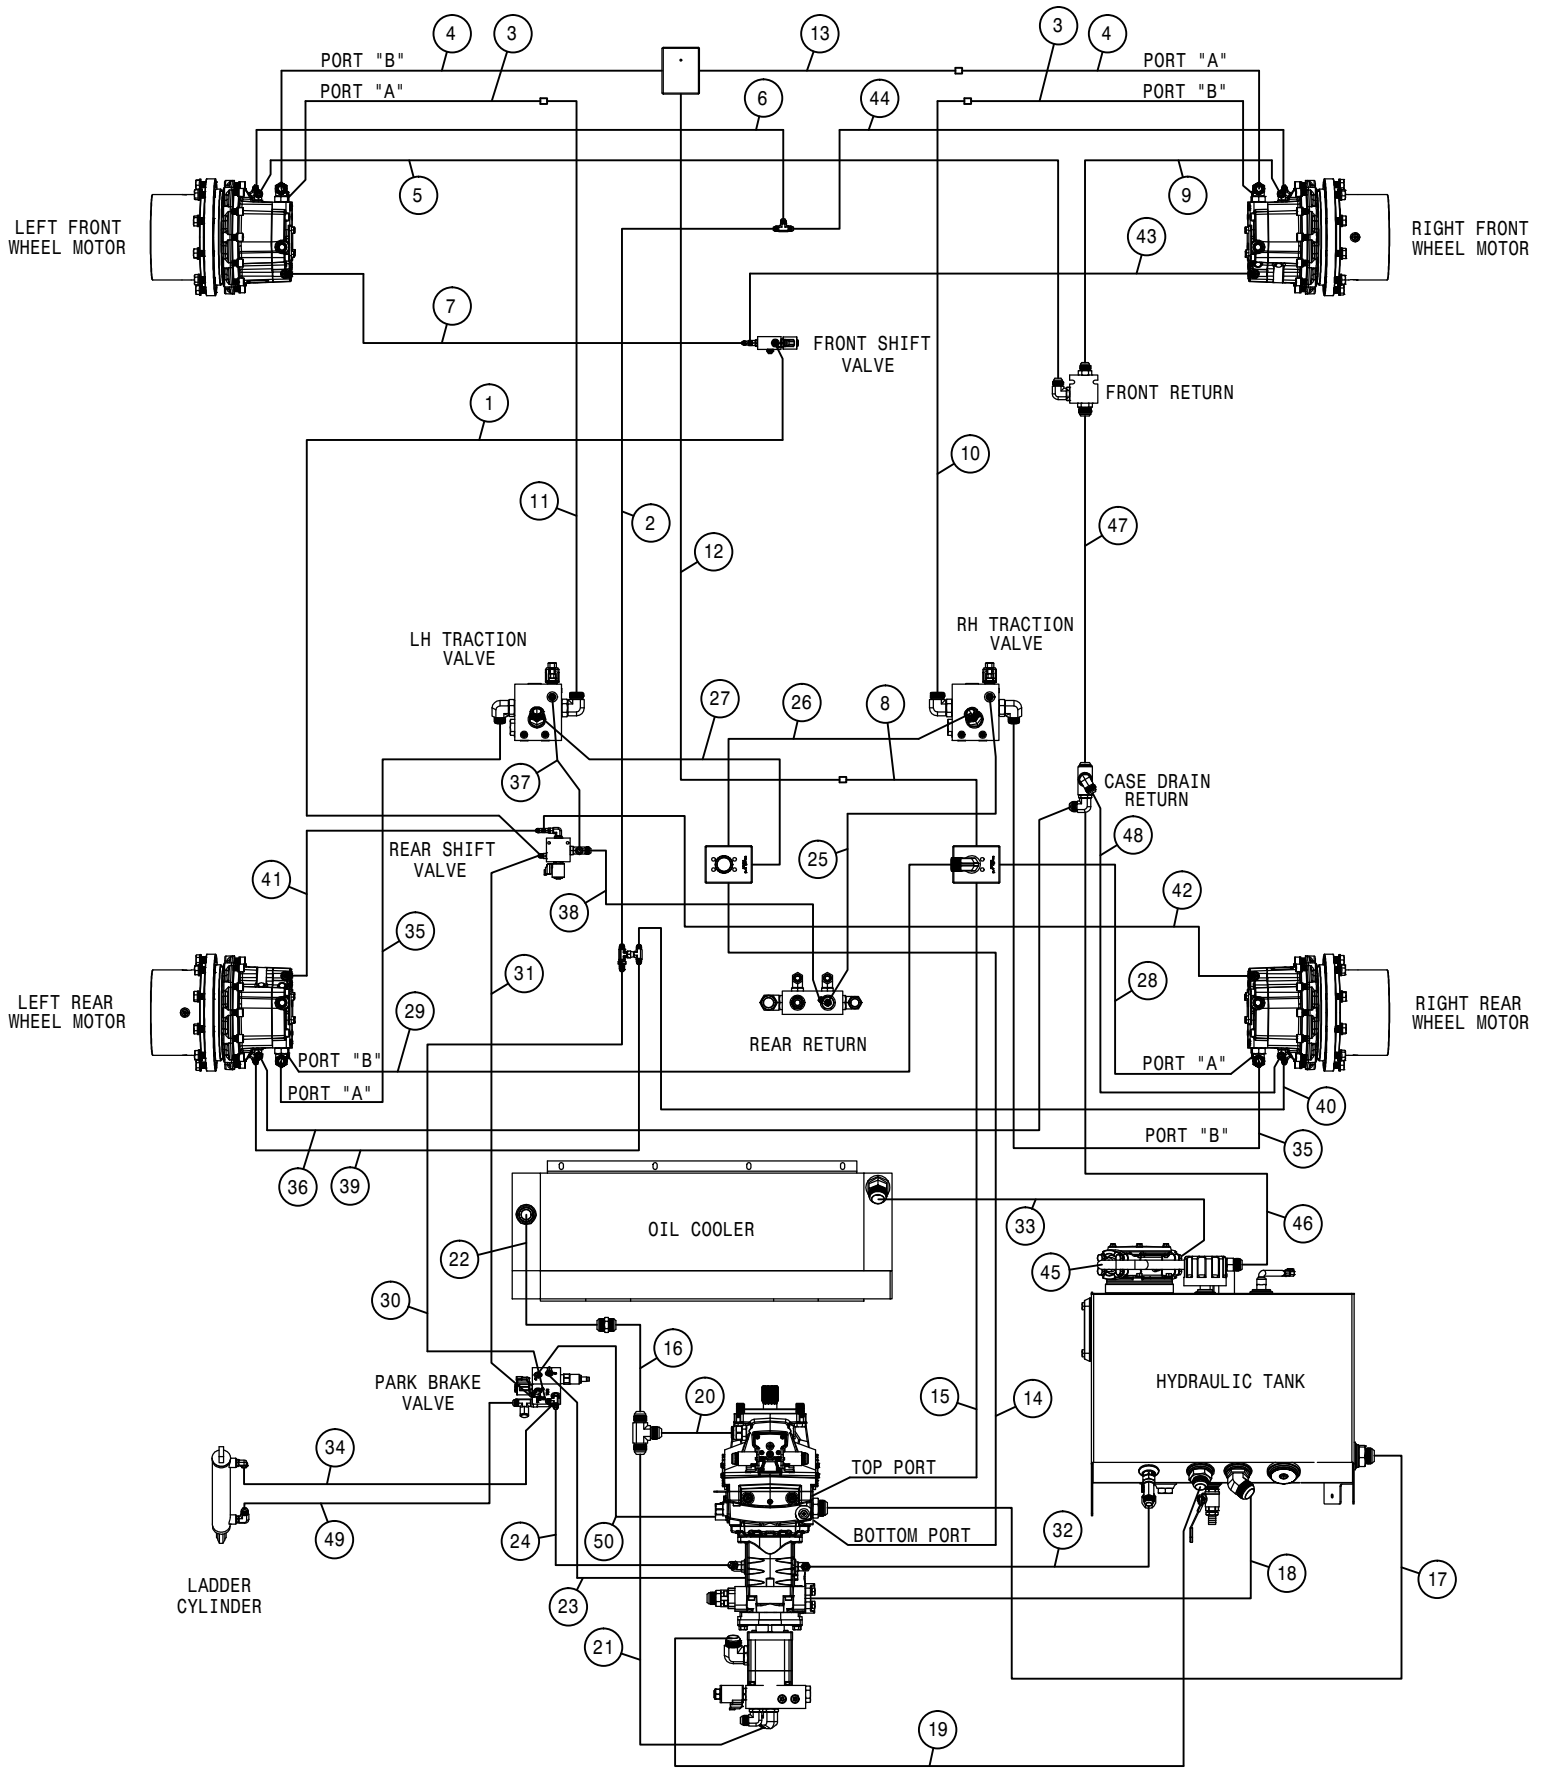 4
3
13
3
4
PORT "B"
PORT "A"
PORT "A"
PORT "B"
6
44
5
9
LEFT FRONT
WHEEL MOTOR
RIGHT FRONT
WHEEL MOTOR
43
7
FRONT SHIFT
VALVE
FRONT RETURN
1
10
11
2
47
12
LH TRACTION
VALVE
RH TRACTION
VALVE
27
26
8
37
CASE DRAIN
RETURN
REAR SHIFT
VALVE
25
48
41
38
42
35
31
28
LEFT REAR
WHEEL MOTOR
29
RIGHT REAR
WHEEL MOTOR
REAR RETURN
PORT "B"
PORT "A"
PORT "A"
40
PORT "B"
35
36
39
33
46
OIL COOLER
22
45
30
16
PARK BRAKE
VALVE
20
15
14
HYDRAULIC TANK
34
TOP PORT
49
24
50
BOTTOM PORT
32
18
17
LADDER
CYLINDER
23
21
19